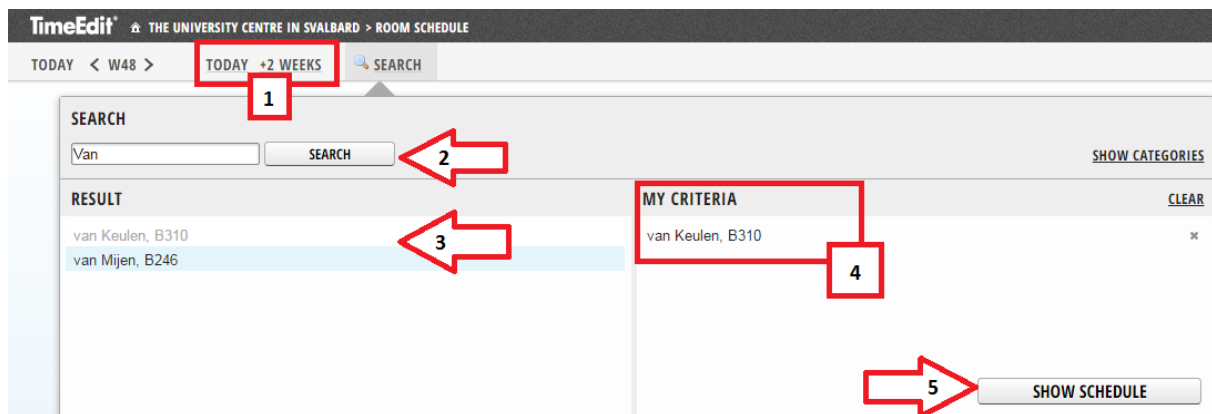 TimeEdit THE UNIVERSITY CENTRE IN SVALBARD > ROOM SCHEDULE
TODAY < W48 > TODAY +2 WEEKS SEARCH
1
SEARCH
Van SEARCH 2 SHOW CATEGORIES
RESULT MY CRITERIA CLEAR
van Keulen, B310 3 van Keulen, B310 ×
van Mijen, B246
4
5 SHOW SCHEDULE